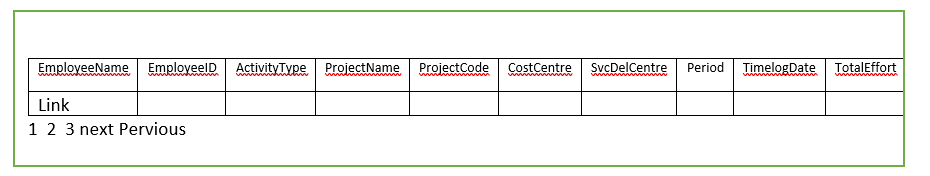 EmployeeName EmployeeID ActivityType ProjectName ProjectCode CostCentre SvcDelCentre Period TimelogDate TotalEffort
Link
1 2 3 next Pervious